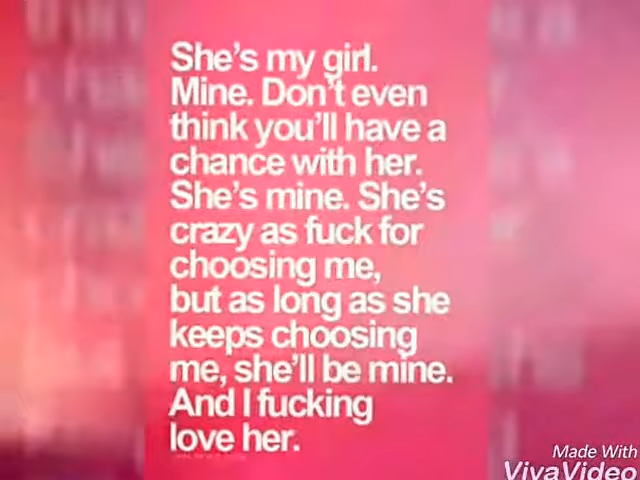 She's my girl.
Mine. Don't even
think you'll have a
chance with her.
She's mine. She's
crazy as fuck for
choosing me,
but as long as she
keeps choosing
me, she'll be mine.
And I fucking
love her.
Made With
VivaVideo